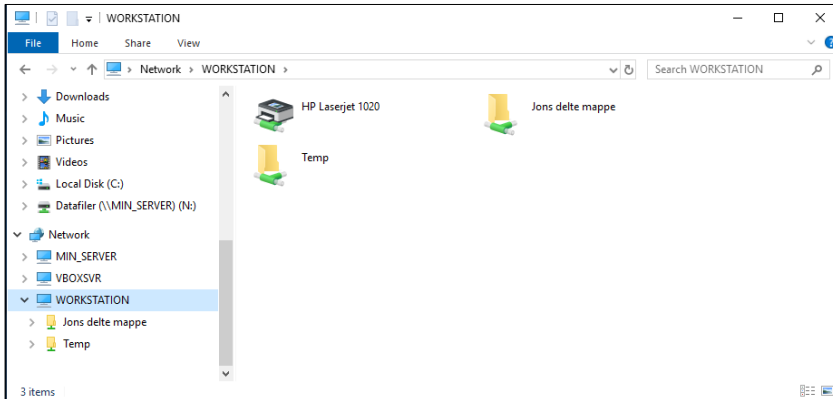 WORKSTATION
File Home Share View
Network WORKSTATION Search WORKSTATION
Downloads
Music
Pictures
Videos
Local Disk (C:)
Datafiler (\\MIN_SERVER) (N:)
Network
MIN_SERVER
VBOXSVR
WORKSTATION
Jons delte mappe
Temp
HP Laserjet 1020 Jons delte mappe
Temp
3 items